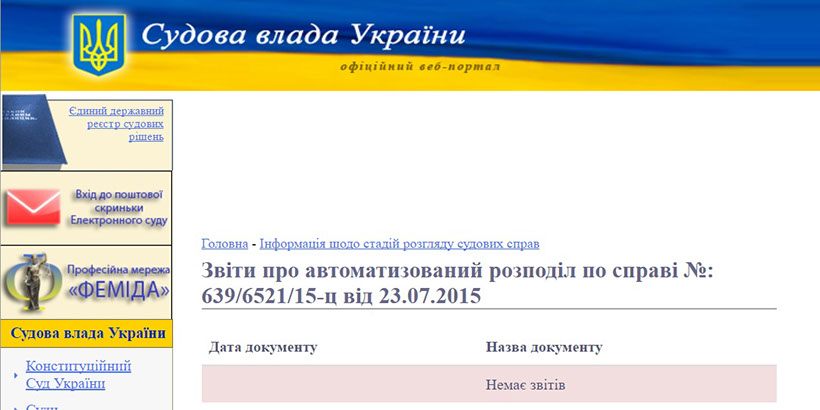 Судова влада України
офіційний веб-портал
Єдиний державний
реєстр судових
рішень
Вхід до поштової
скриньки
Електронного суду
Професійна мережа
«ФЕМІДА»
Судова влада України
Конституційний
Суд України
Суди
Головна - Інформація щодо стадій розгляду судових справ
Звіти про автоматизований розподіл по справі №:
639/6521/15-ц від 23.07.2015
Дата документу Назва документу
Немає звітів